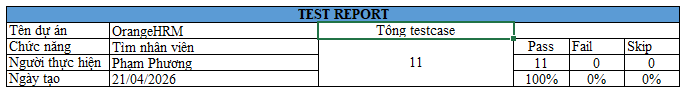 TEST REPORT
Tên dự án OrangeHRM Tổng testcase
Chức năng Tìm nhân viên Pass Fail Skip
Người thực hiện Phạm Phương 11 11 0 0
Ngày tạo 21/04/2026 100% 0% 0%